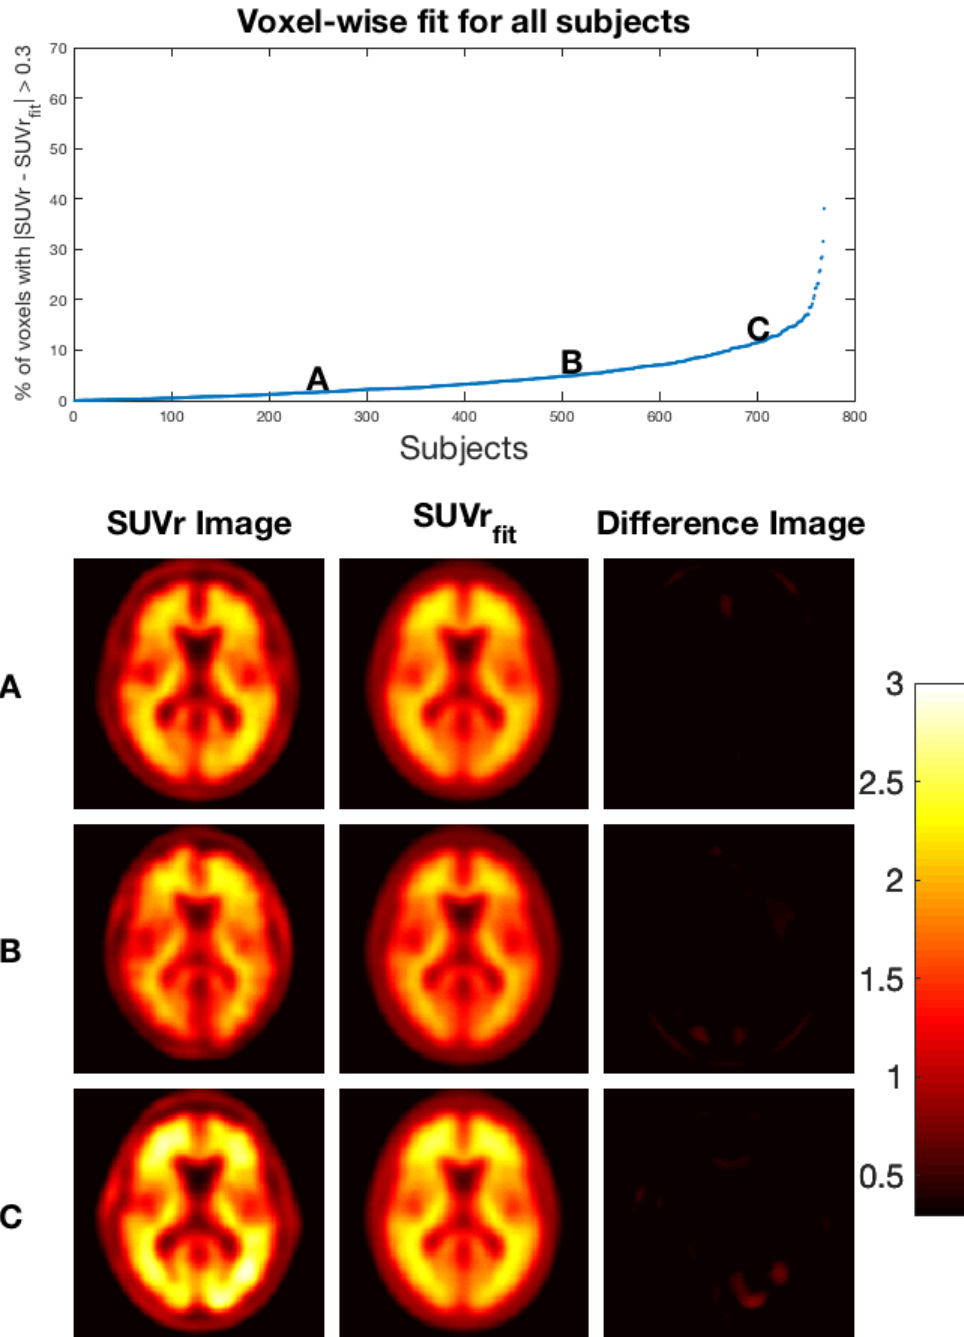 Voxel-wise fit for all subjects
% of voxels with |SUVr - SUVr_fit| > 0.3
70
60
50
40
30
20
10
0
A
B
C
0 100 200 300 400 500 600 700 800
Subjects
SUVr Image SUVr_fit Difference Image
A
B
C
3
2.5
2
1.5
1
0.5